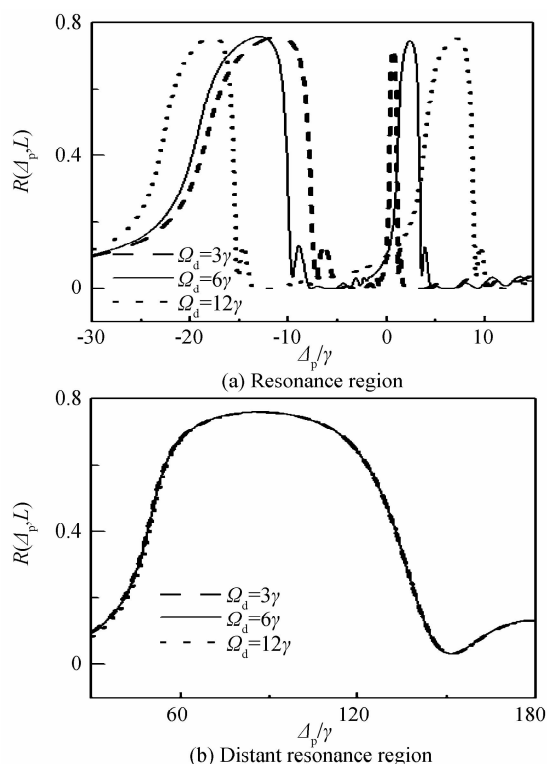 0.8
0.4
0
R(Δp,L)
Ωd=3γ
Ωd=6γ
Ωd=12γ
-30 -20 -10 0 10
Δp/γ
(a) Resonance region
0.8
0.4
0
R(Δp,L)
Ωd=3γ
Ωd=6γ
Ωd=12γ
60 120 180
Δp/γ
(b) Distant resonance region